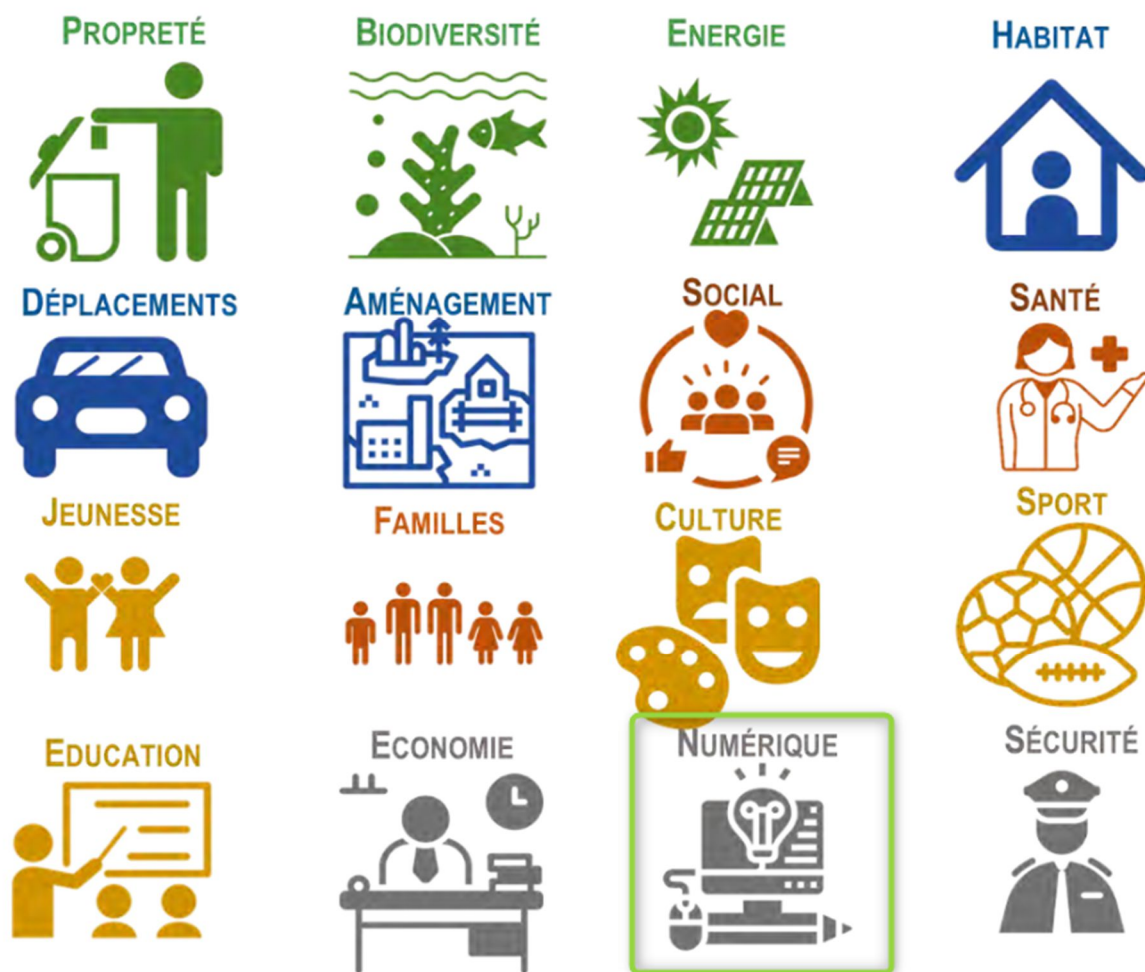 PROPRETÉ
BIODIVERSITÉ
ENERGIE
HABITAT
DÉPLACEMENTS
AMÉNAGEMENT
SOCIAL
SANTÉ
JEUNESSE
FAMILLES
CULTURE
SPORT
EDUCATION
ECONOMIE
NUMÉRIQUE
SÉCURITÉ